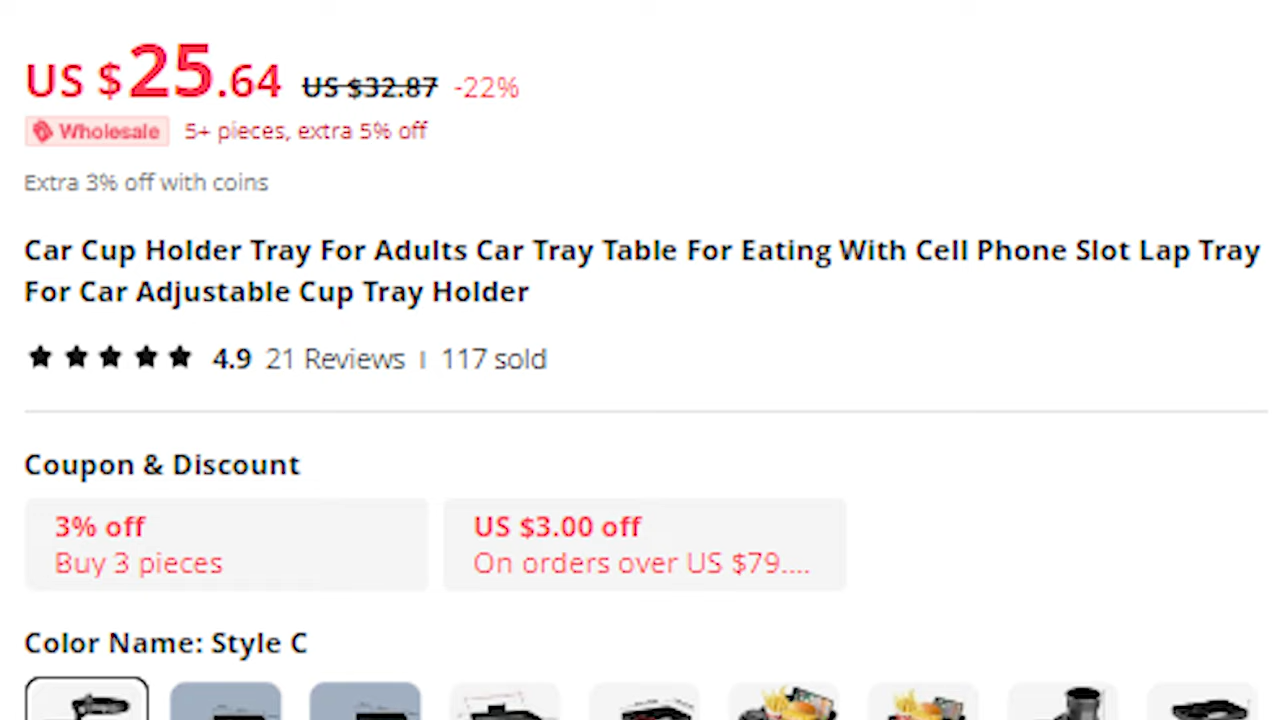 US $25.64 US $32.87 -22%
Wholesale 5+ pieces, extra 5% off
Extra 3% off with coins
Car Cup Holder Tray For Adults Car Tray Table For Eating With Cell Phone Slot Lap Tray
For Car Adjustable Cup Tray Holder
4.9 21 Reviews | 117 sold
Coupon & Discount
3% off
Buy 3 pieces
US $3.00 off
On orders over US $79....
Color Name: Style C